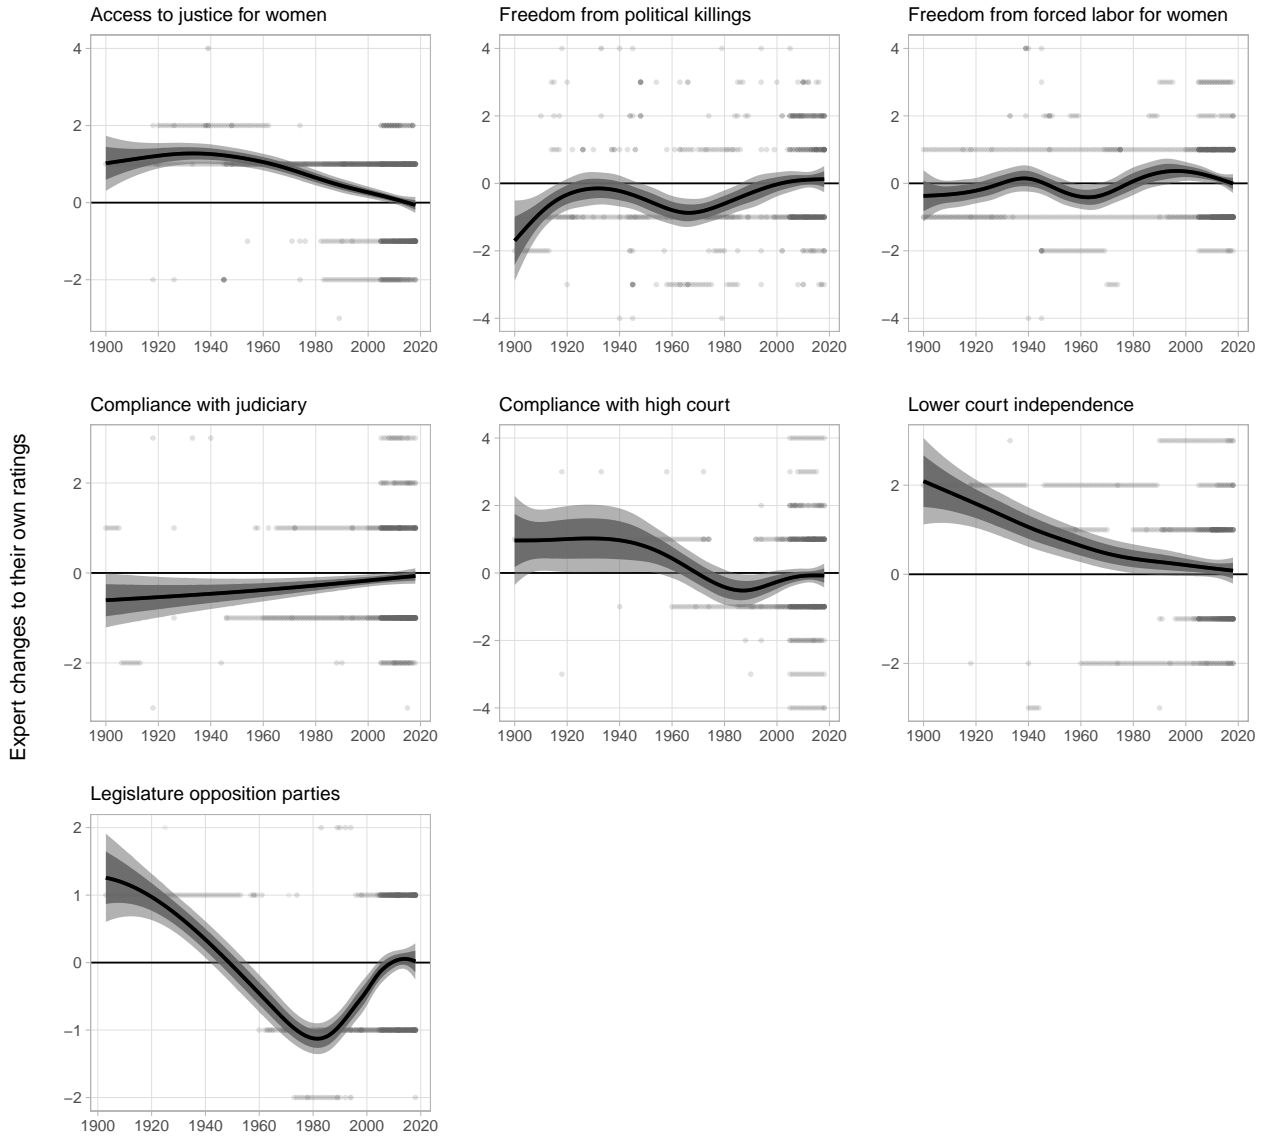 Access to justice for women
Freedom from political killings
Freedom from forced labor for women
4
2
0
−2
1900 1920 1940 1960 1980 2000 2020
4
2
0
−2
−4
1900 1920 1940 1960 1980 2000 2020
4
2
0
−2
−4
1900 1920 1940 1960 1980 2000 2020
Expert changes to their own ratings
Compliance with judiciary
Compliance with high court
Lower court independence
2
0
−2
1900 1920 1940 1960 1980 2000 2020
4
2
0
−2
−4
1900 1920 1940 1960 1980 2000 2020
2
0
−2
1900 1920 1940 1960 1980 2000 2020
Legislature opposition parties
2
1
0
−1
−2
1900 1920 1940 1960 1980 2000 2020